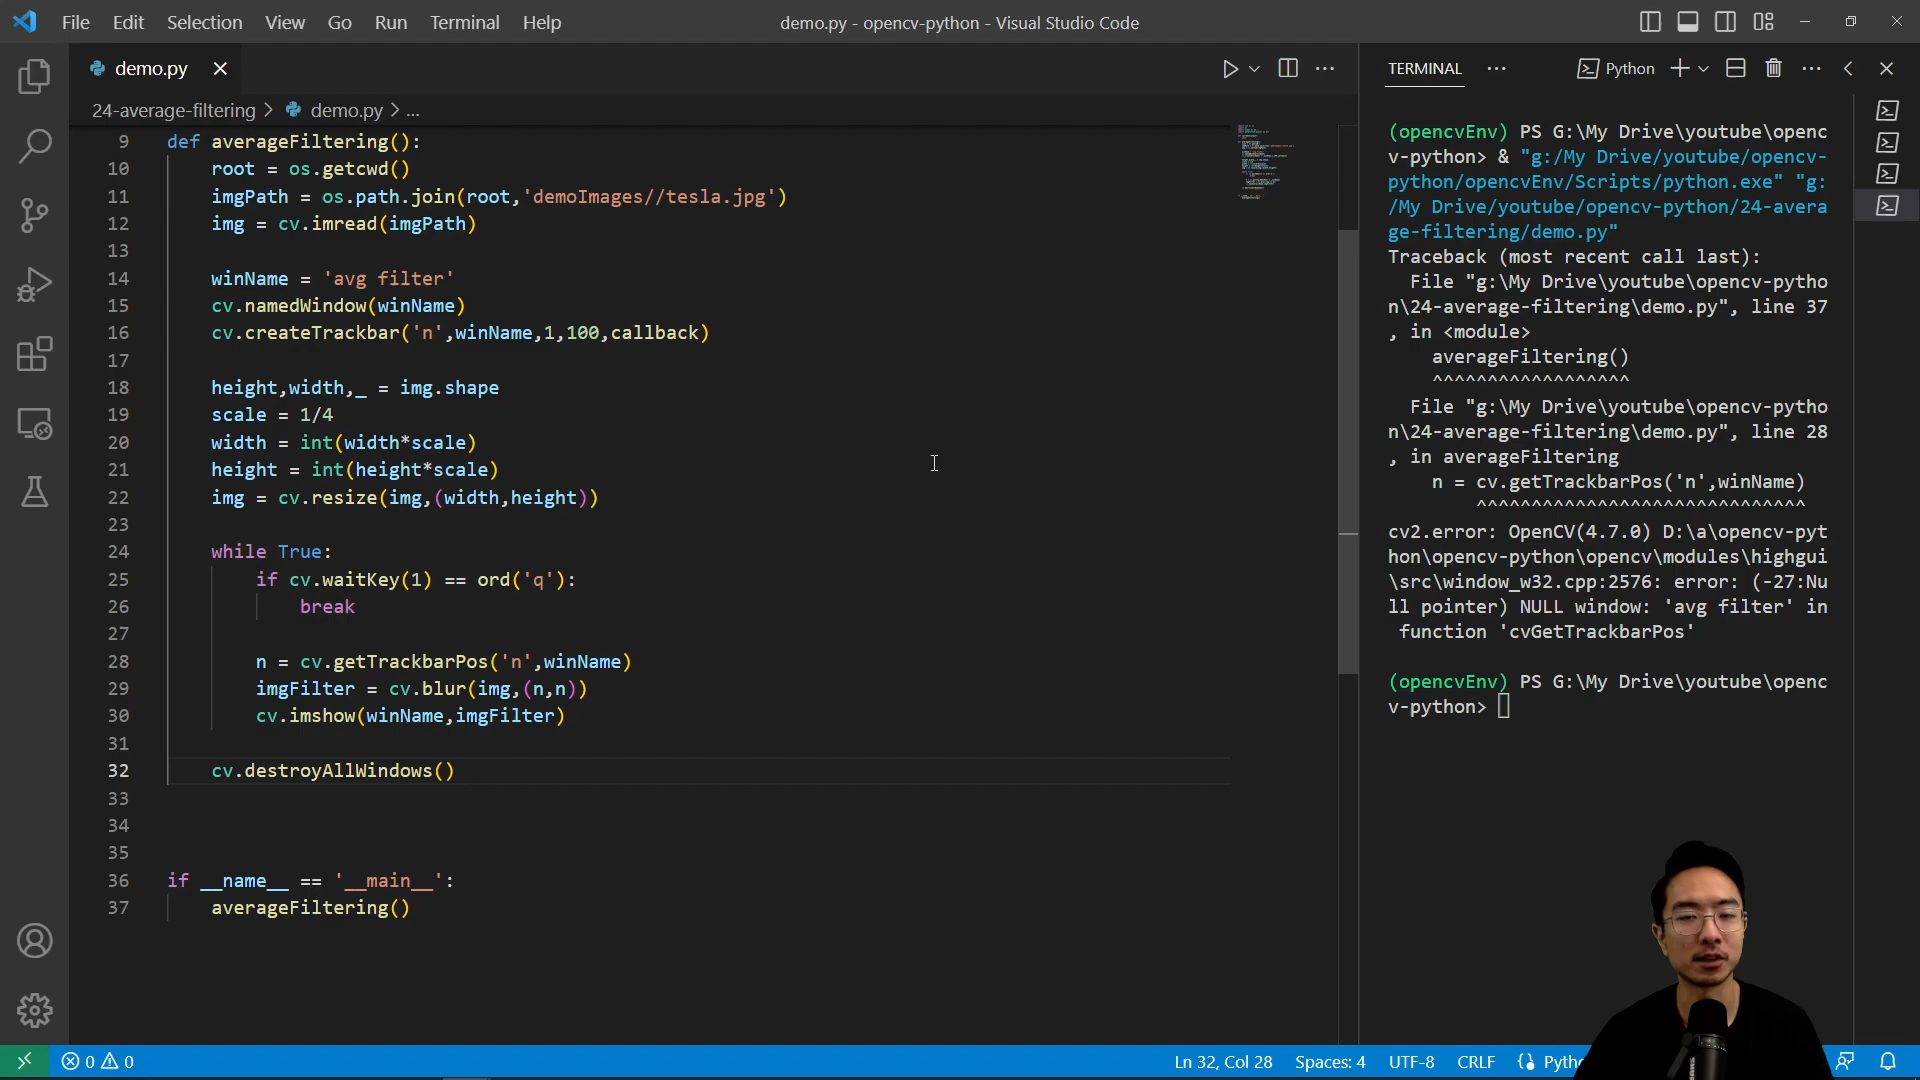 File Edit Selection View Go Run Terminal Help
demo.py - opencv-python - Visual Studio Code
demo.py
24-average-filtering > demo.py > ...
9 def averageFiltering():
10 root = os.getcwd()
11 imgPath = os.path.join(root,'demoImages//tesla.jpg')
12 img = cv.imread(imgPath)
13
14 winName = 'avg filter'
15 cv.namedWindow(winName)
16 cv.createTrackbar('n',winName,1,100,callback)
17
18 height,width,_ = img.shape
19 scale = 1/4
20 width = int(width*scale)
21 height = int(height*scale)
22 img = cv.resize(img,(width,height))
23
24 while True:
25 if cv.waitKey(1) == ord('q'):
26 break
27
28 n = cv.getTrackbarPos('n',winName)
29 imgFilter = cv.blur(img,(n,n))
30 cv.imshow(winName,imgFilter)
31
32 cv.destroyAllWindows()
33
34
35
36 if __name__ == '__main__':
37 averageFiltering()
TERMINAL ... Python
(opencvEnv) PS G:\My Drive\youtube\openc
v-python> & "g:/My Drive/youtube/opencv-
python/opencvEnv/Scripts/python.exe" "g:
/My Drive/youtube/opencv-python/24-avera
ge-filtering/demo.py"
Traceback (most recent call last):
File "g:\My Drive\youtube\opencv-pytho
n\24-average-filtering\demo.py", line 37
, in <module>
averageFiltering()
^^^^^^^^^^^^^^^^^^
File "g:\My Drive\youtube\opencv-pytho
n\24-average-filtering\demo.py", line 28
, in averageFiltering
n = cv.getTrackbarPos('n',winName)
^^^^^^^^^^^^^^^^^^^^^^^^^^^^^^
cv2.error: OpenCV(4.7.0) D:\a\opencv-pyt
hon\opencv-python\opencv\modules\highgui
\src\window_w32.cpp:2576: error: (-27:Nu
ll pointer) NULL window: 'avg filter' in
function 'cvGetTrackbarPos'
(opencvEnv) PS G:\My Drive\youtube\openc
v-python>
0 0
Ln 32, Col 28 Spaces: 4 UTF-8 CRLF